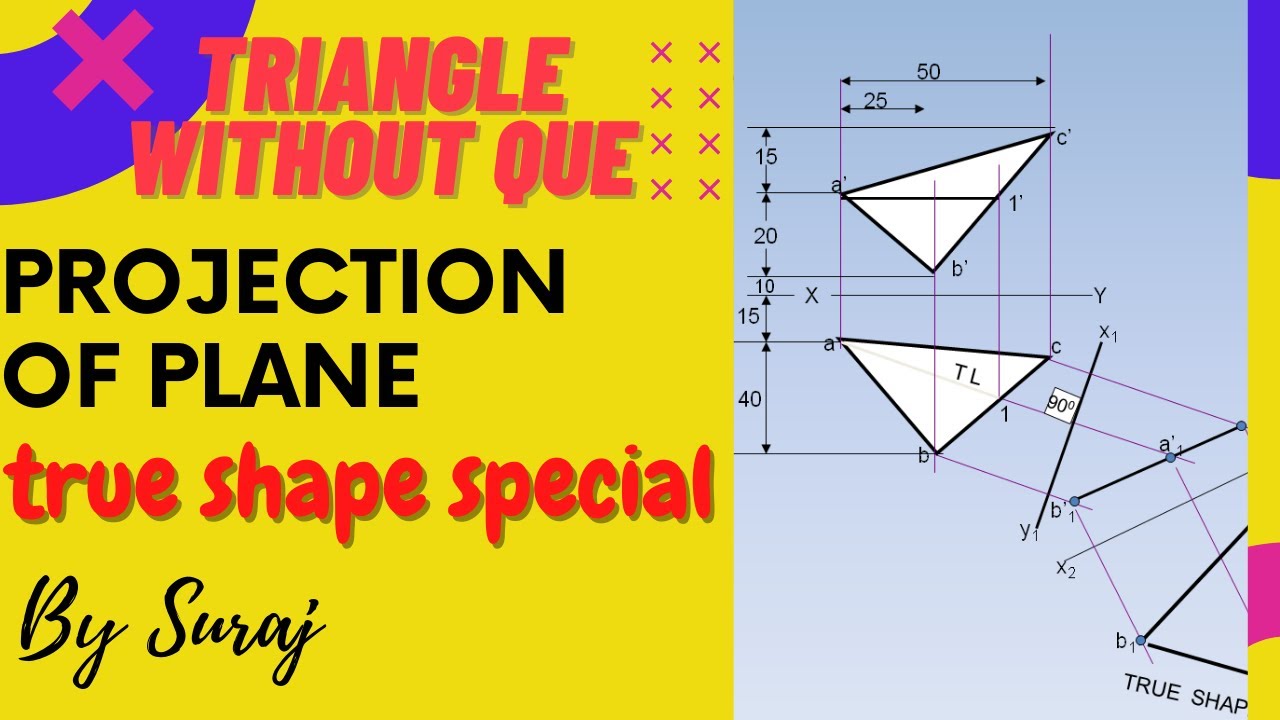 TRIANGLE
WITHOUT QUE
PROJECTION
OF PLANE
true shape special
By Suraj
50
25
15
c'
a'
1'
20
b'
10
X
Y
15
x₁
a
c
TL
90⁰
40
1
b
a'₁
b'₁
y₁
x₂
b₁
TRUE SHAP